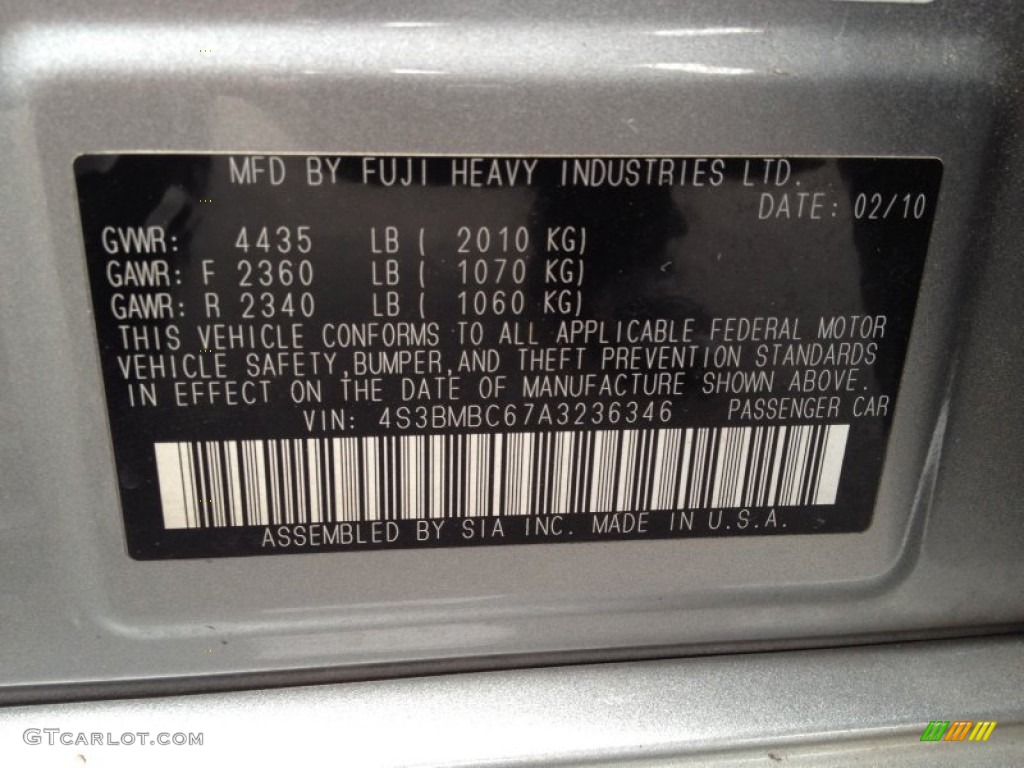 MFD BY FUJI HEAVY INDUSTRIES LTD.
DATE: 02/10
GVWR: 4435 LB ( 2010 KG)
GAWR: F 2360 LB ( 1070 KG)
GAWR: R 2340 LB ( 1060 KG)
THIS VEHICLE CONFORMS TO ALL APPLICABLE FEDERAL MOTOR
VEHICLE SAFETY,BUMPER,AND THEFT PREVENTION STANDARDS
IN EFFECT ON THE DATE OF MANUFACTURE SHOWN ABOVE.
VIN: 4S3BMBC67A3236346 PASSENGER CAR
ASSEMBLED BY SIA INC. MADE IN U.S.A.
GTCARLOT.COM